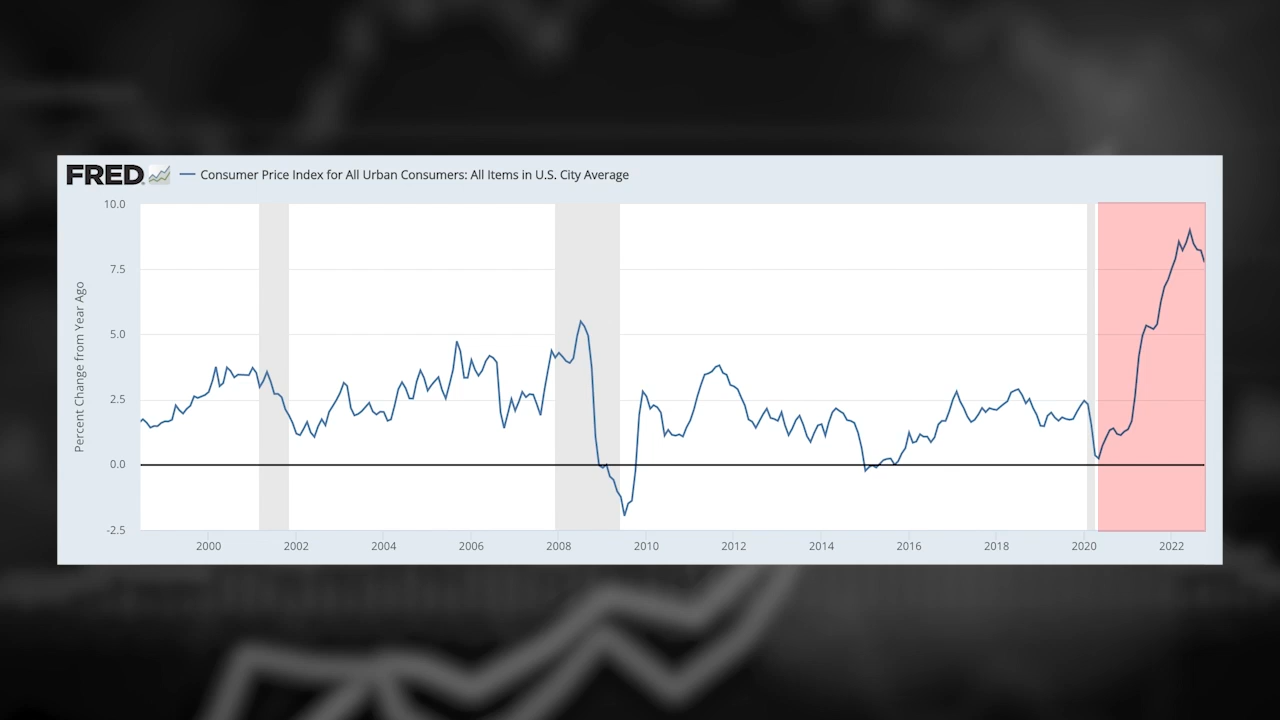 FRED
Consumer Price Index for All Urban Consumers: All Items in U.S. City Average
Percent Change from Year Ago
10.0
7.5
5.0
2.5
0.0
-2.5
2000 2002 2004 2006 2008 2010 2012 2014 2016 2018 2020 2022